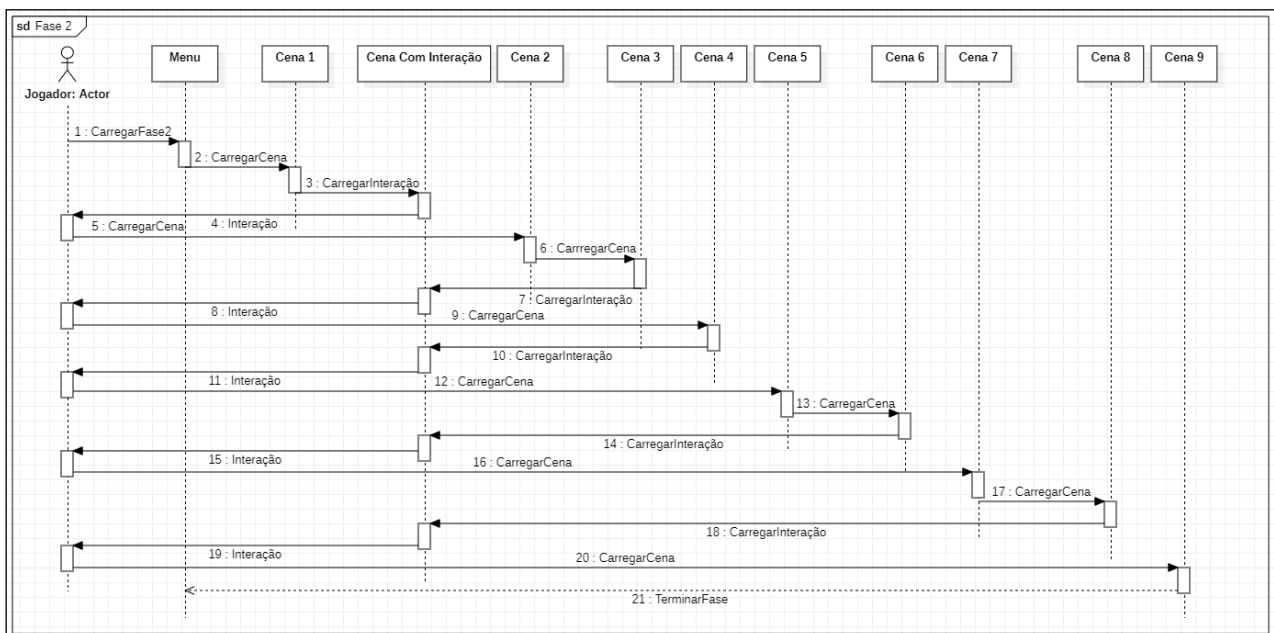 sd Fase 2
Jogador: Actor
Menu
Cena 1
Cena Com Interação
Cena 2
Cena 3
Cena 4
Cena 5
Cena 6
Cena 7
Cena 8
Cena 9
1 : CarregarFase2
2 : CarregarCena
3 : CarregarInteração
4 : Interação
5 : CarregarCena
6 : CarrregarCena
7 : CarregarInteração
8 : Interação
9 : CarregarCena
10 : CarregarInteração
11 : Interação
12 : CarregarCena
13 : CarregarCena
14 : CarregarInteração
15 : Interação
16 : CarregarCena
17 : CarregarCena
18 : CarregarInteração
19 : Interação
20 : CarregarCena
21 : TerminarFase